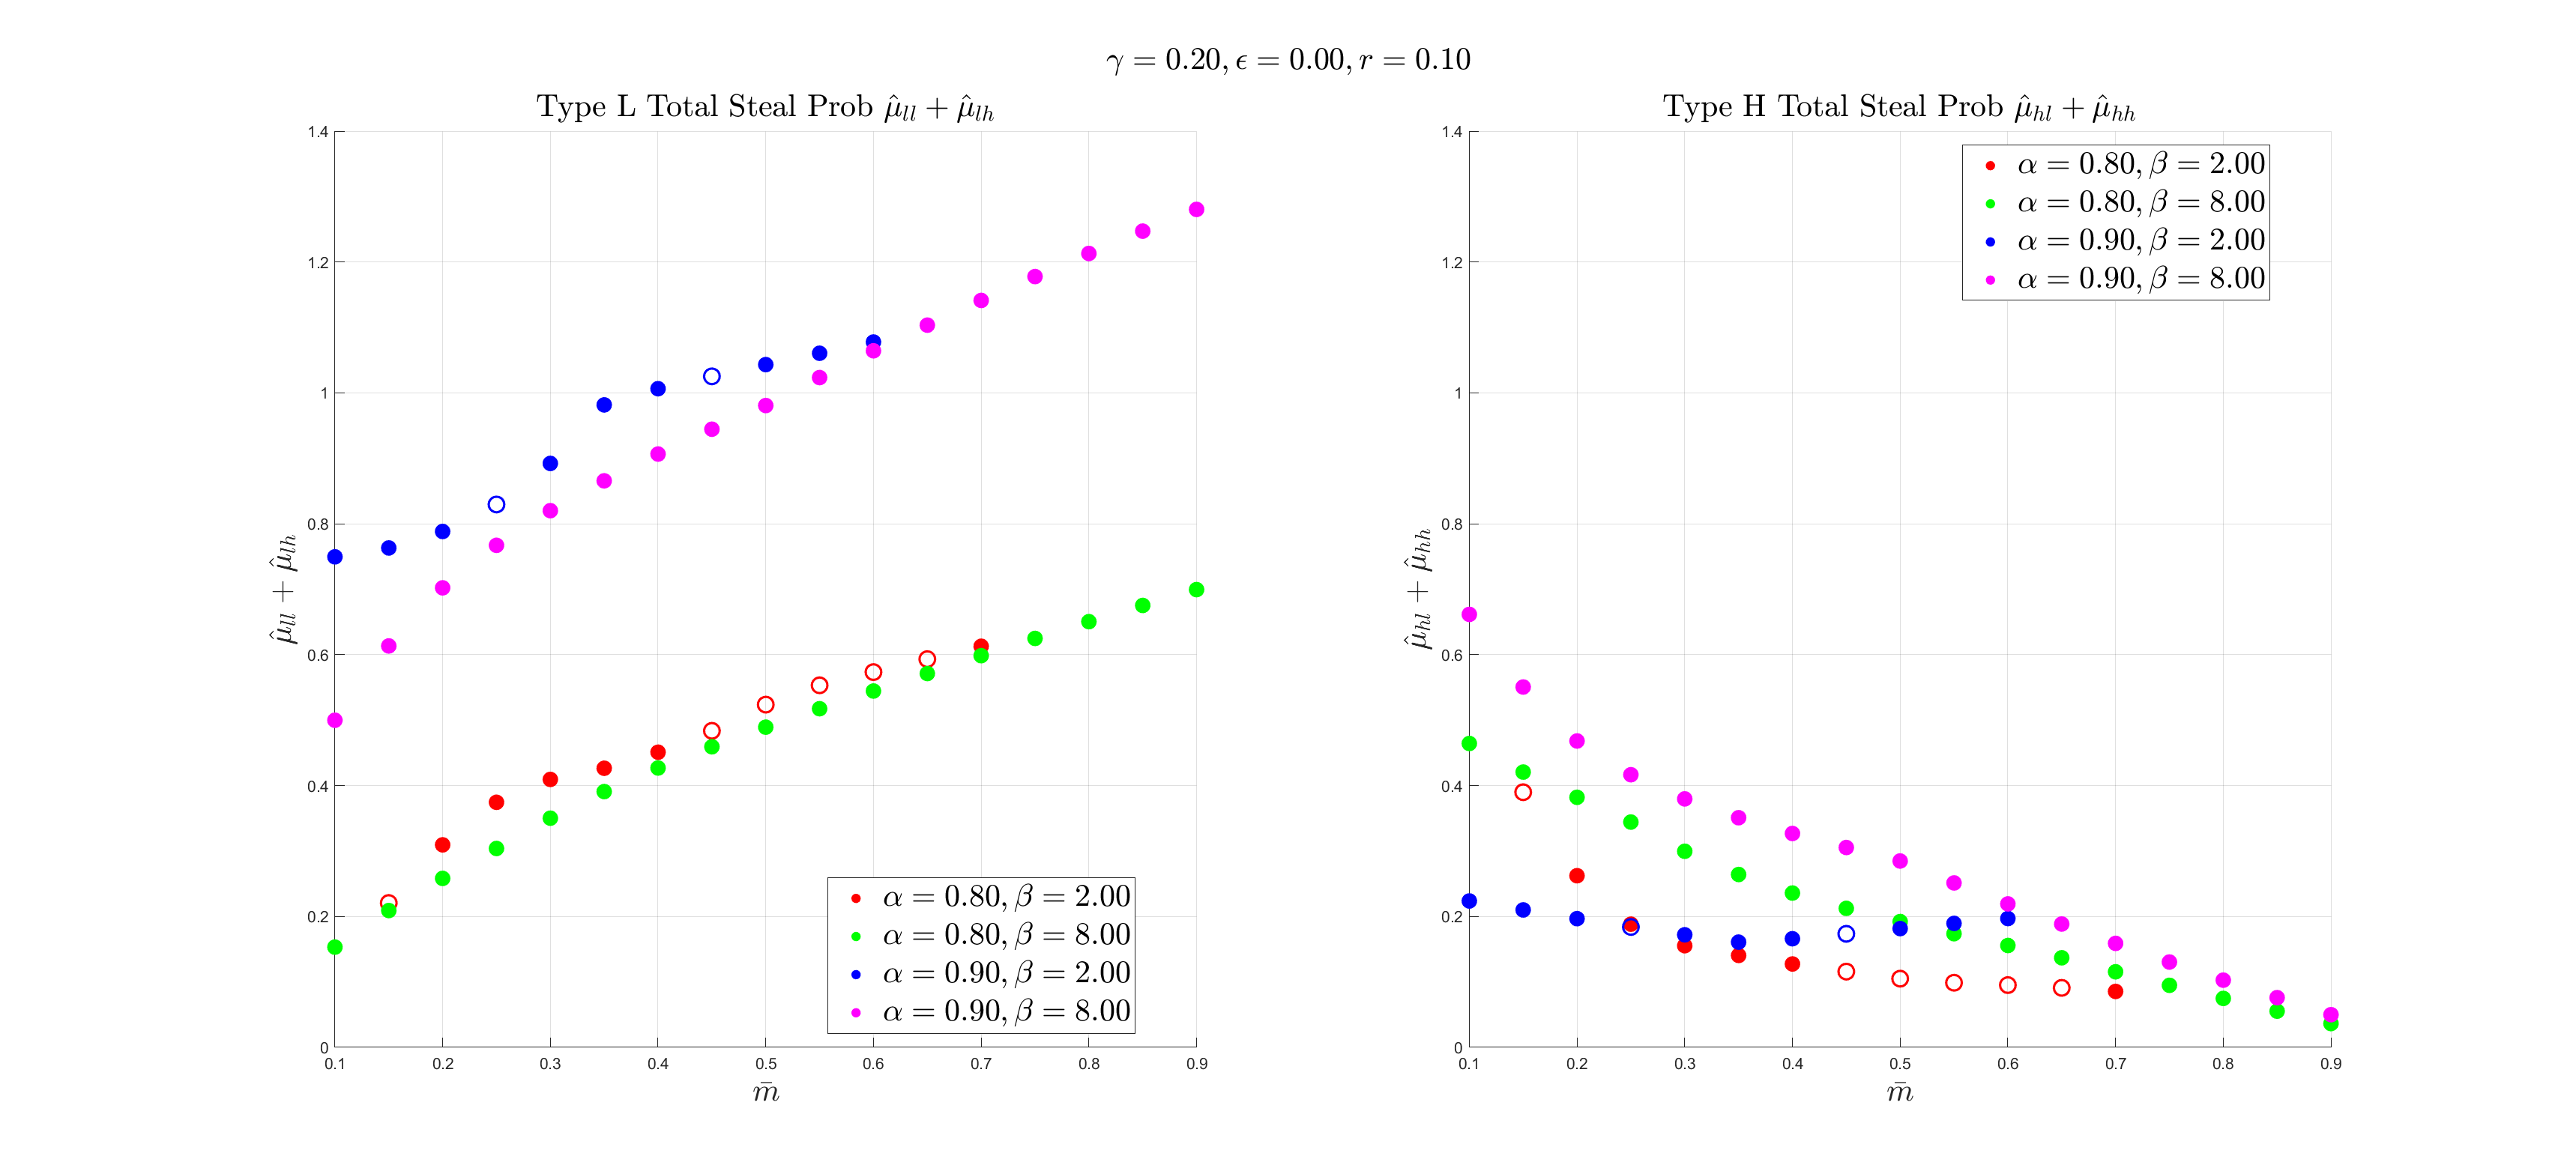 γ = 0.20, ϵ = 0.00, r = 0.10
Type L Total Steal Prob μ̂ₗₗ + μ̂ₗₕ
1.4
1.2
1
0.8
0.6
0.4
0.2
0
μ̂ₗₗ + μ̂ₗₕ
α = 0.80, β = 2.00
α = 0.80, β = 8.00
α = 0.90, β = 2.00
α = 0.90, β = 8.00
0.1 0.2 0.3 0.4 0.5 0.6 0.7 0.8 0.9
m̄
Type H Total Steal Prob μ̂ₕₗ + μ̂ₕₕ
1.4
1.2
1
0.8
0.6
0.4
0.2
0
μ̂ₕₗ + μ̂ₕₕ
α = 0.80, β = 2.00
α = 0.80, β = 8.00
α = 0.90, β = 2.00
α = 0.90, β = 8.00
0.1 0.2 0.3 0.4 0.5 0.6 0.7 0.8 0.9
m̄